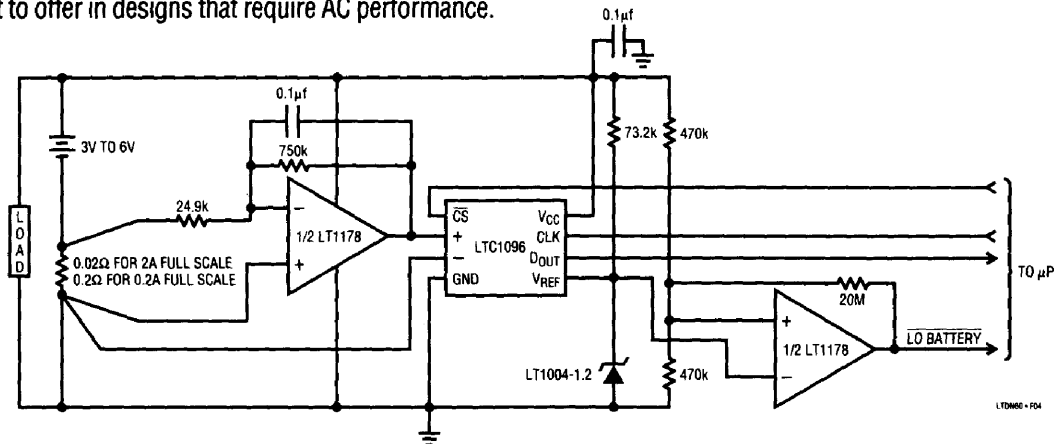 t to offer in designs that require AC performance.
0.1µf
0.1µf
73.2k
470k
3V TO 6V
750k
24.9k
LOAD
–
1/2 LT1178
+
0.02Ω FOR 2A FULL SCALE
0.2Ω FOR 0.2A FULL SCALE
CS
+
–
GND
LTC1096
VCC
CLK
DOUT
VREF
TO µP
20M
+
1/2 LT1178
–
LO BATTERY
LT1004-1.2
470k
LTDN60 • F04